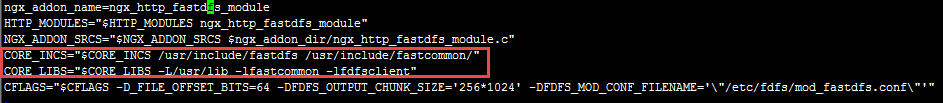 ngx_addon_name=ngx_http_fastdfs_module
HTTP_MODULES="$HTTP_MODULES ngx_http_fastdfs_module"
NGX_ADDON_SRCS="$NGX_ADDON_SRCS $ngx_addon_dir/ngx_http_fastdfs_module.c"
CORE_INCS="$CORE_INCS /usr/include/fastdfs /usr/include/fastcommon/"
CORE_LIBS="$CORE_LIBS -L/usr/lib -lfastcommon -lfdfsclient"
CFLAGS="$CFLAGS -D_FILE_OFFSET_BITS=64 -DFDFS_OUTPUT_CHUNK_SIZE='256*1024' -DFDFS_MOD_CONF_FILENAME='\"/etc/fdfs/mod_fastdfs.conf\"'"